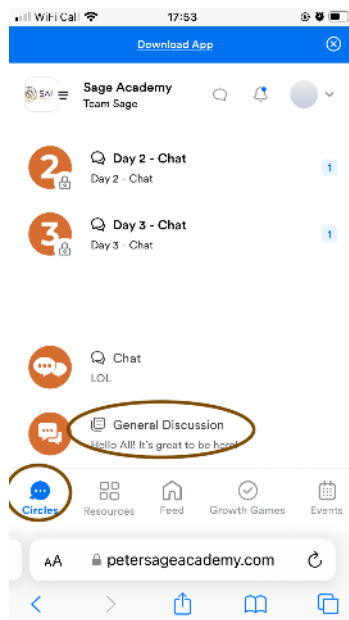 WiFi Call 17:53
Download App
SAI
Sage Academy
Team Sage
2
Day 2 - Chat
Day 2 - Chat
1
3
Day 3 - Chat
Day 3 - Chat
1
Chat
LOL
General Discussion
Hello All! It's great to be here!
Circles Resources Feed Growth Games Events
AA petersageacademy.com